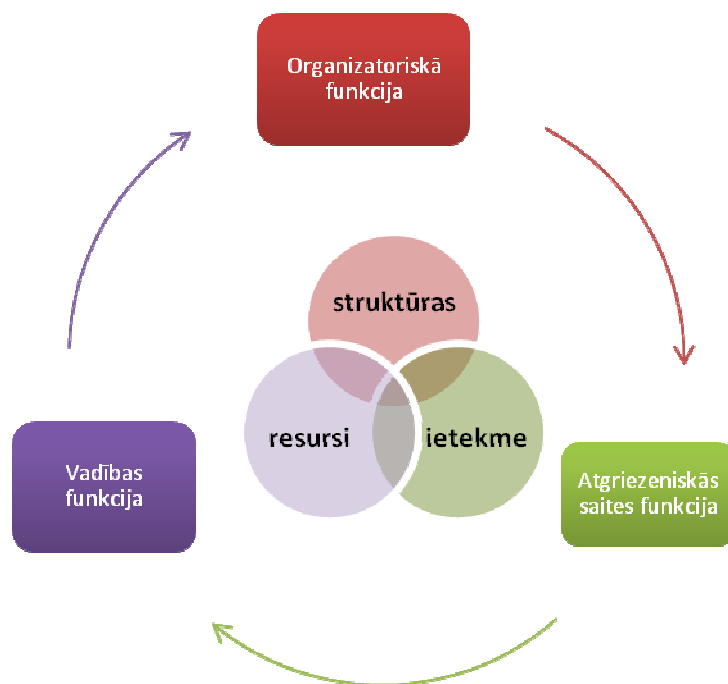 Organizatoriskā
funkcija
struktūras
resursi
ietekme
Vadības
funkcija
Atgriezeniskās
saites funkcija